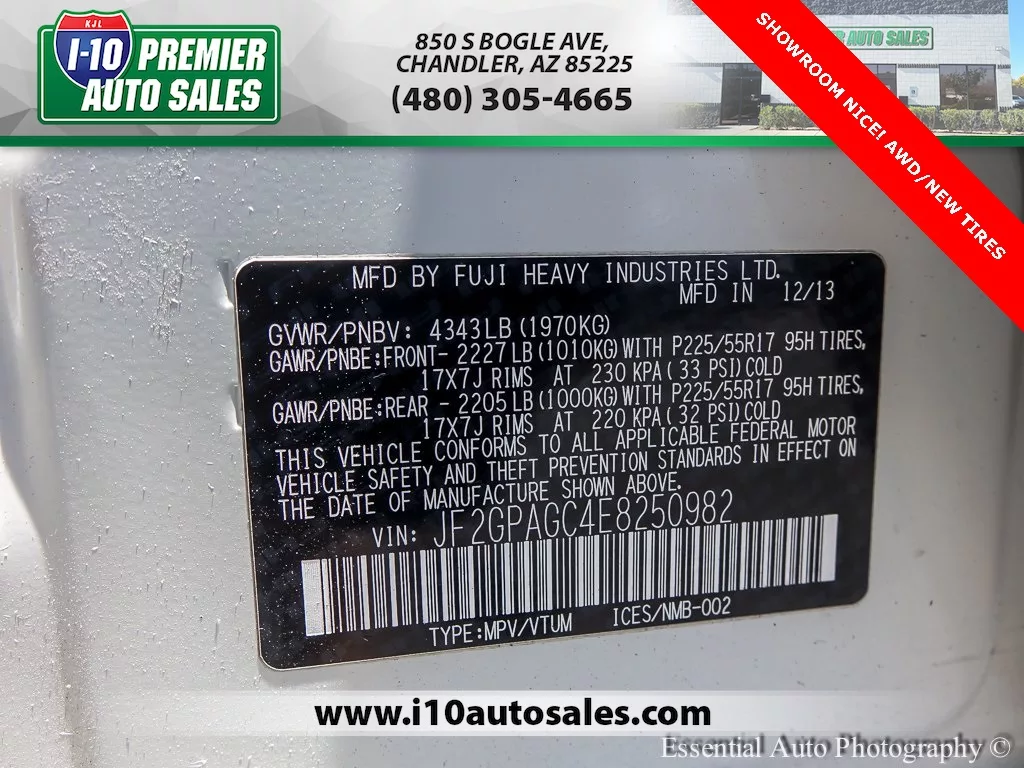 KJL
I-10 PREMIER
AUTO SALES
850 S BOGLE AVE,
CHANDLER, AZ 85225
(480) 305-4665
AUTO SALES
SHOWROOM NICE! AWD/NEW TIRES
MFD BY FUJI HEAVY INDUSTRIES LTD.
MFD IN 12/13
GVWR/PNBV: 4343LB (1970KG)
GAWR/PNBE:FRONT- 2227LB (1010KG) WITH P225/55R17 95H TIRES,
17X7J RIMS AT 230 KPA (33 PSI) COLD
GAWR/PNBE:REAR - 2205LB (1000KG) WITH P225/55R17 95H TIRES,
17X7J RIMS AT 220 KPA (32 PSI) COLD
THIS VEHICLE CONFORMS TO ALL APPLICABLE FEDERAL MOTOR
VEHICLE SAFETY AND THEFT PREVENTION STANDARDS IN EFFECT ON
THE DATE OF MANUFACTURE SHOWN ABOVE.
VIN: JF2GPAGC4E8250982
TYPE:MPV/VTUM ICES/NMB-002
www.i10autosales.com
Essential Auto Photography ©